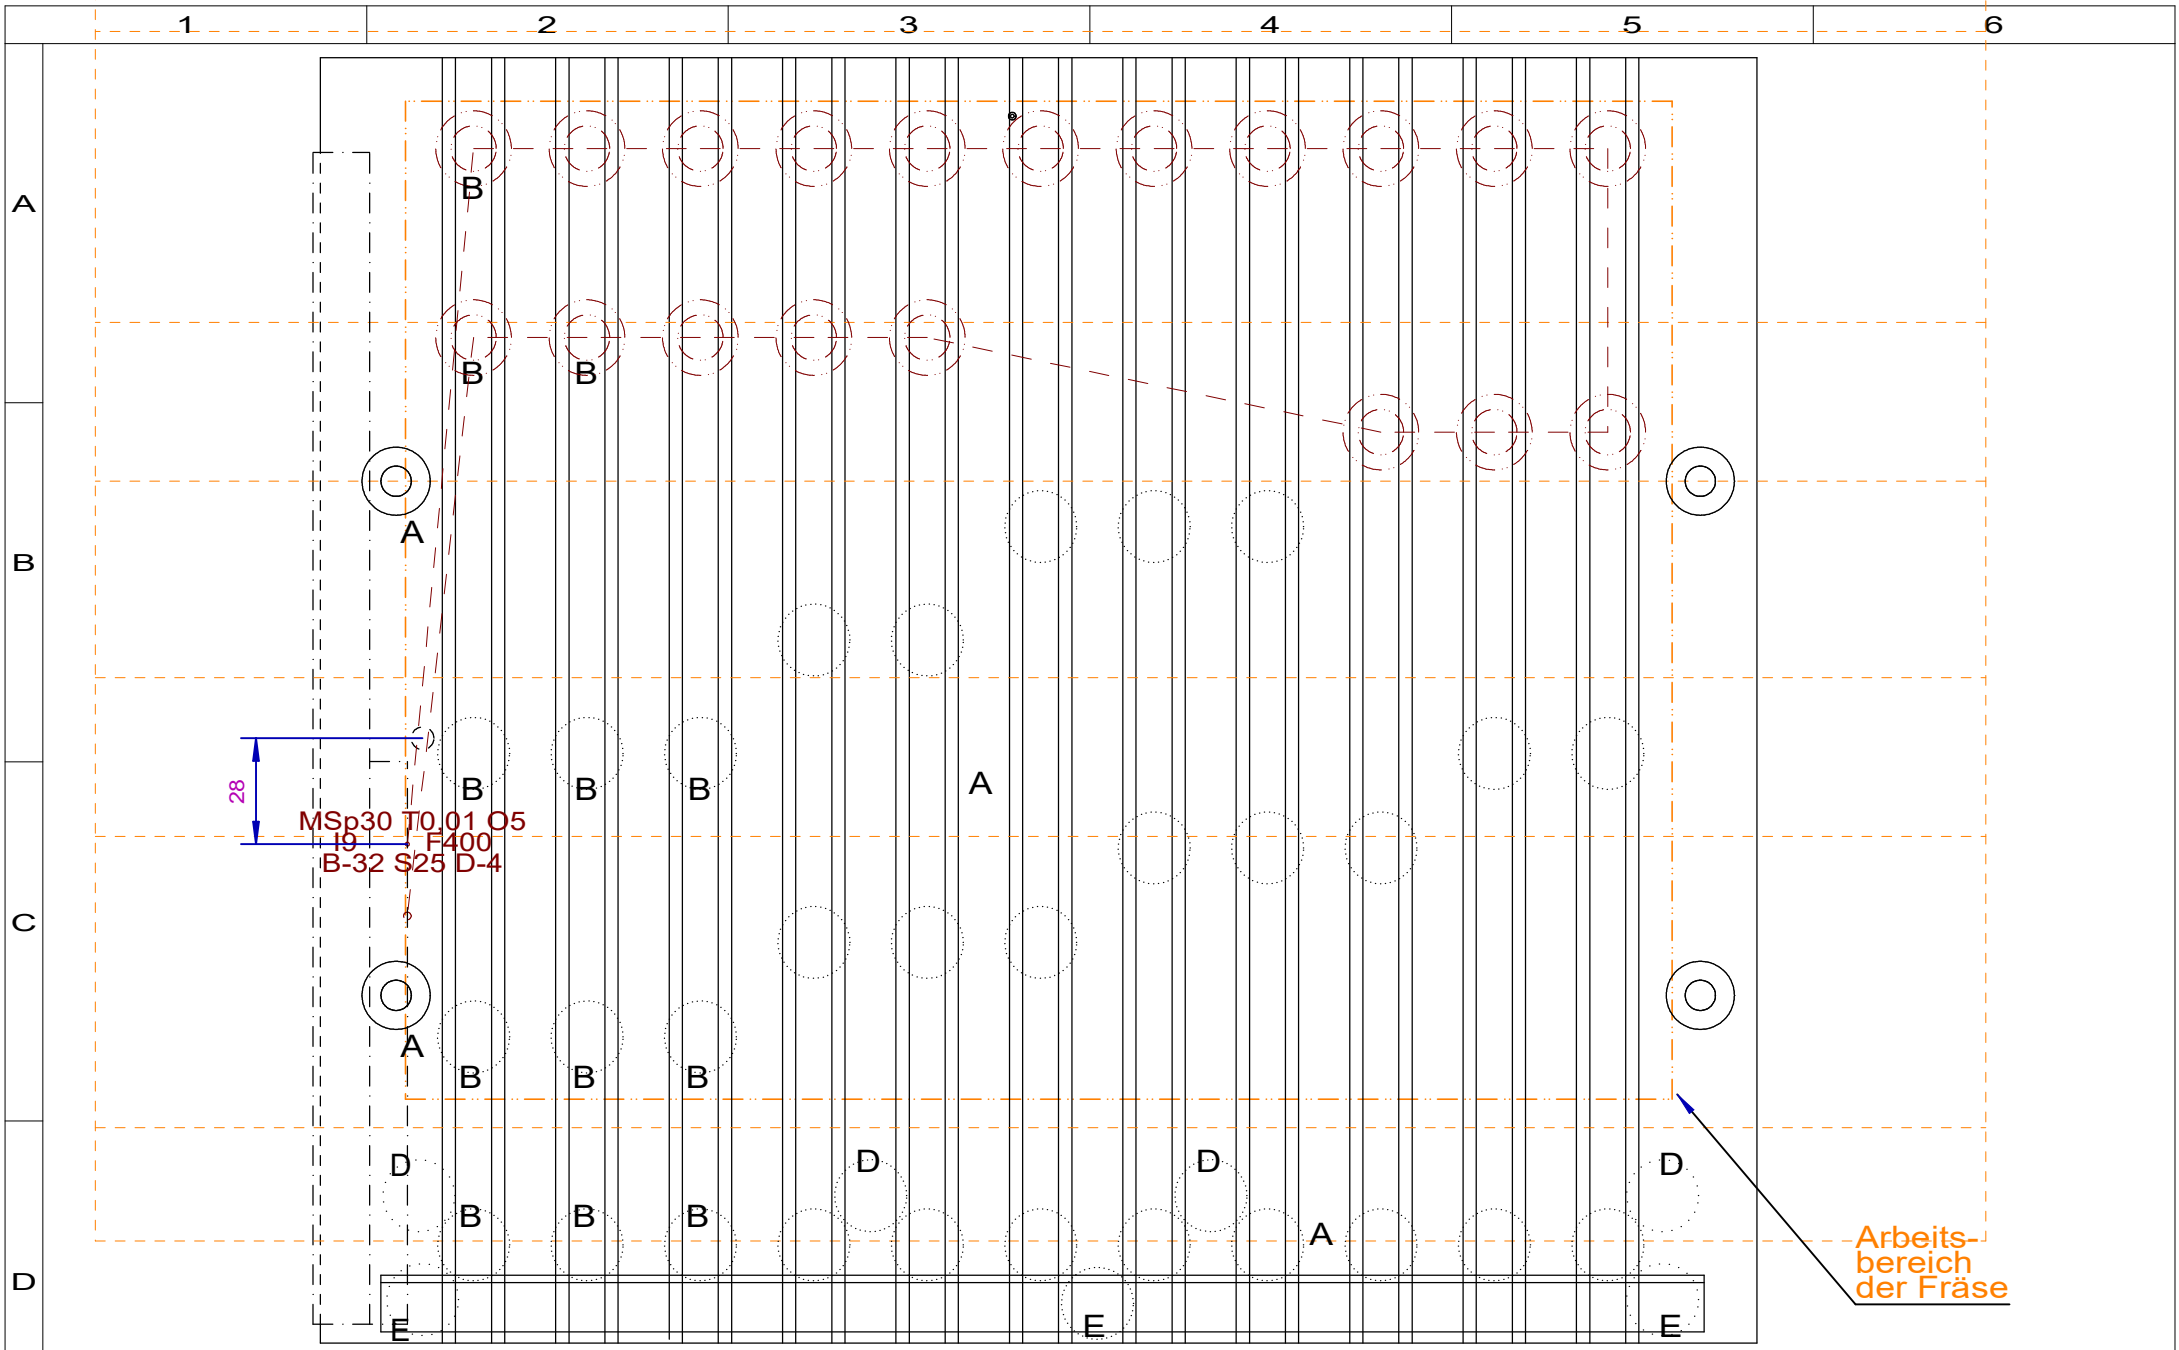 1 2 3 4 5 6
A
B
B B
A
B
B B B
A
28
MSp30 T0.01 O5
I9 F400
B-32 S25 D-4
C
A
B B B
D D D D
B B B
A
Arbeits-
bereich
der Fräse
D
E E E